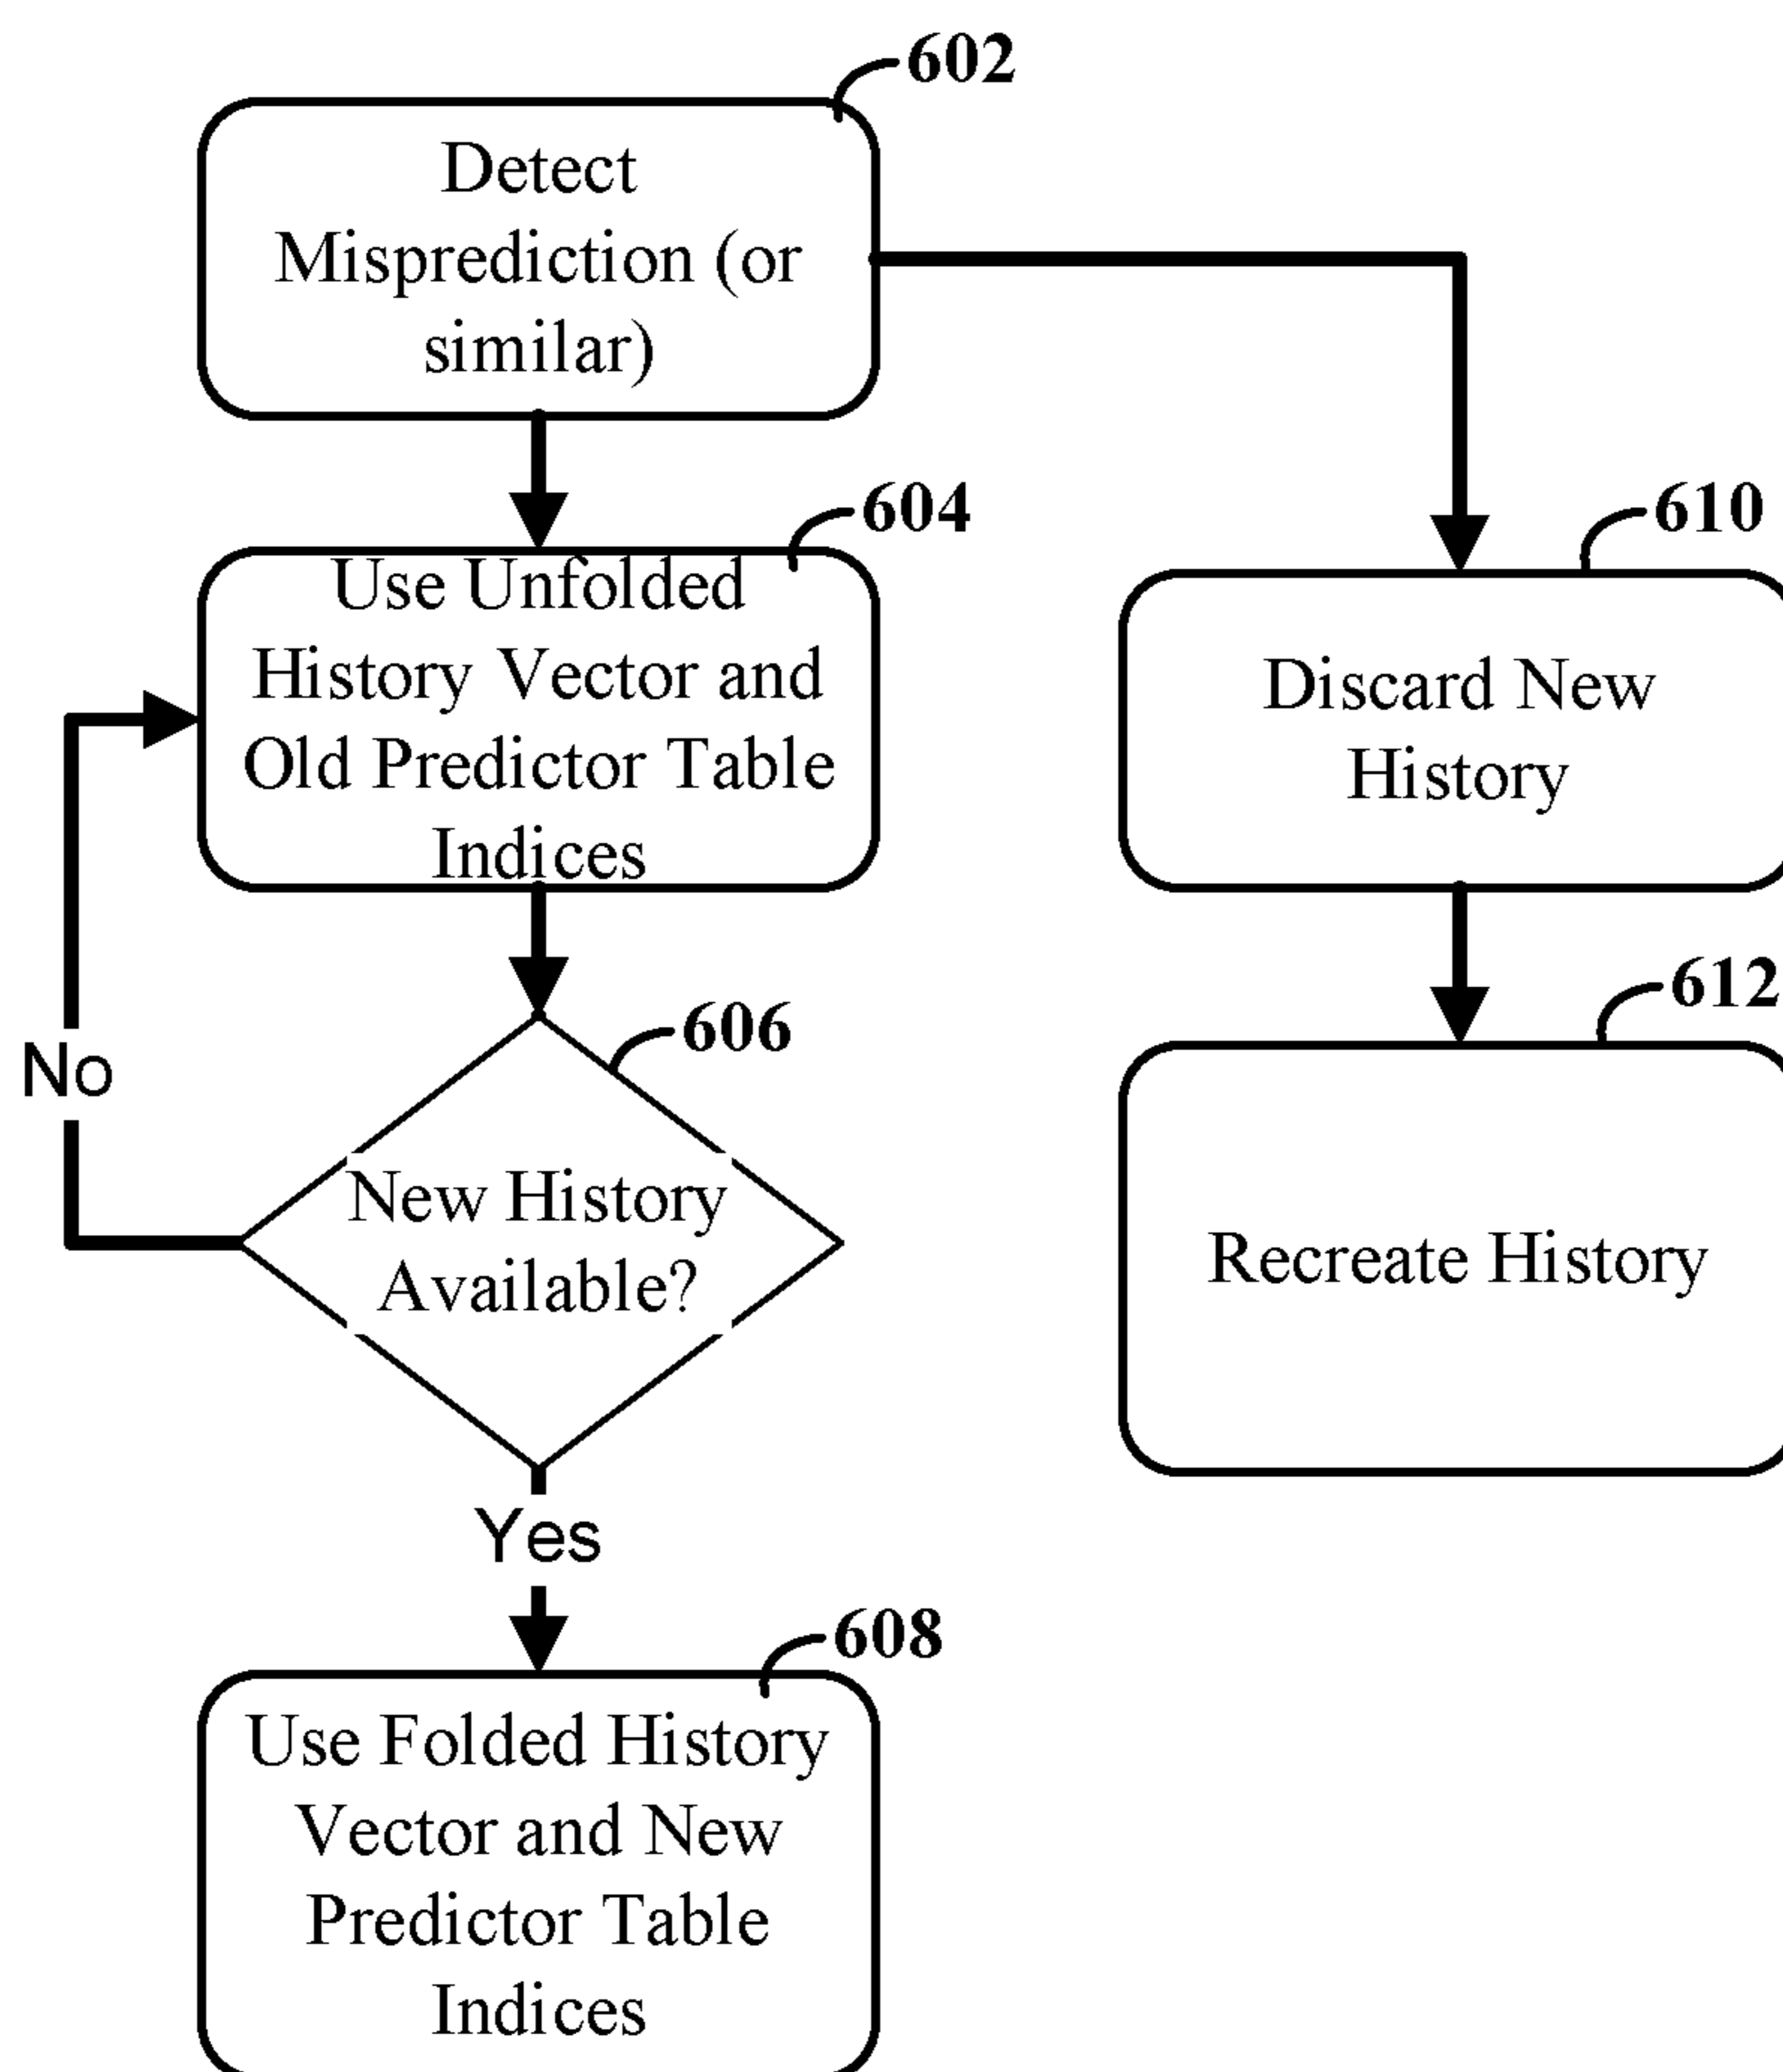 602
Detect
Misprediction (or
similar)
604
Use Unfolded
History Vector and
Old Predictor Table
Indices
610
Discard New
History
606
No
New History
Available?
612
Recreate History
Yes
608
Use Folded History
Vector and New
Predictor Table
Indices